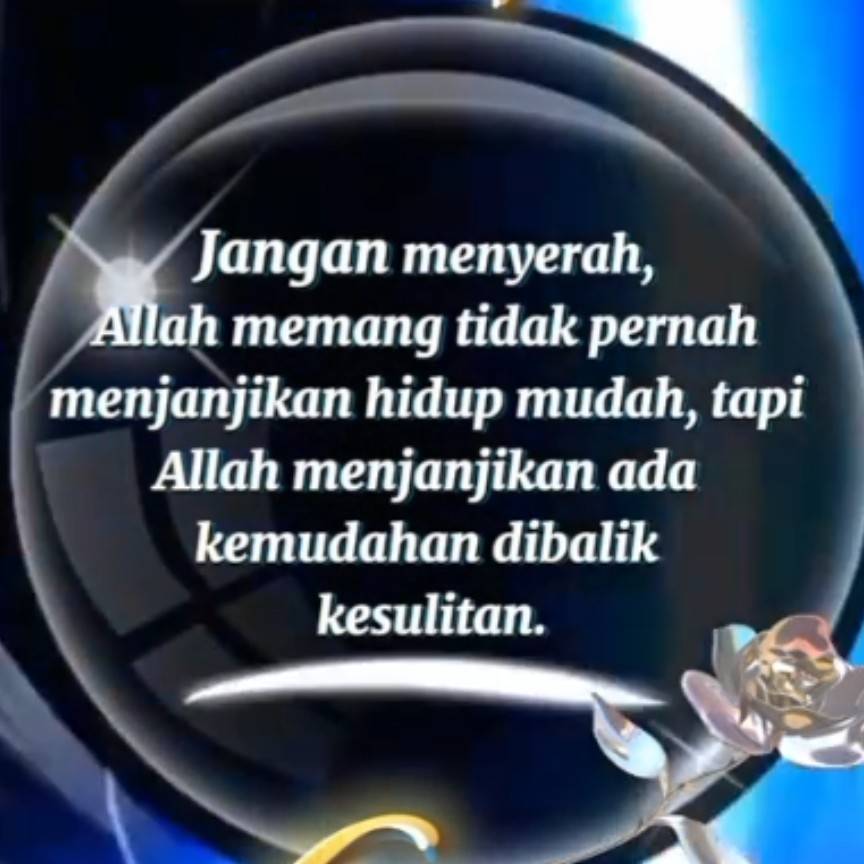 Jangan menyerah,
Allah memang tidak pernah
menjanjikan hidup mudah, tapi
Allah menjanjikan ada
kemudahan dibalik
kesulitan.